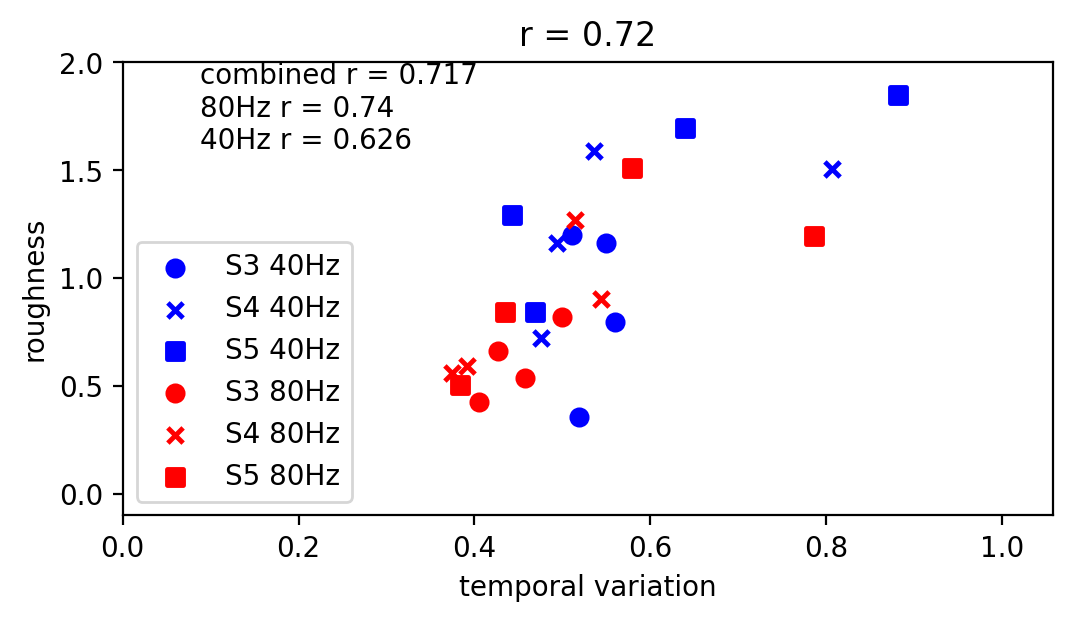 r = 0.72
combined r = 0.717
80Hz r = 0.74
40Hz r = 0.626
2.0
1.5
1.0
0.5
0.0
roughness
S3 40Hz
S4 40Hz
S5 40Hz
S3 80Hz
S4 80Hz
S5 80Hz
0.0 0.2 0.4 0.6 0.8 1.0
temporal variation